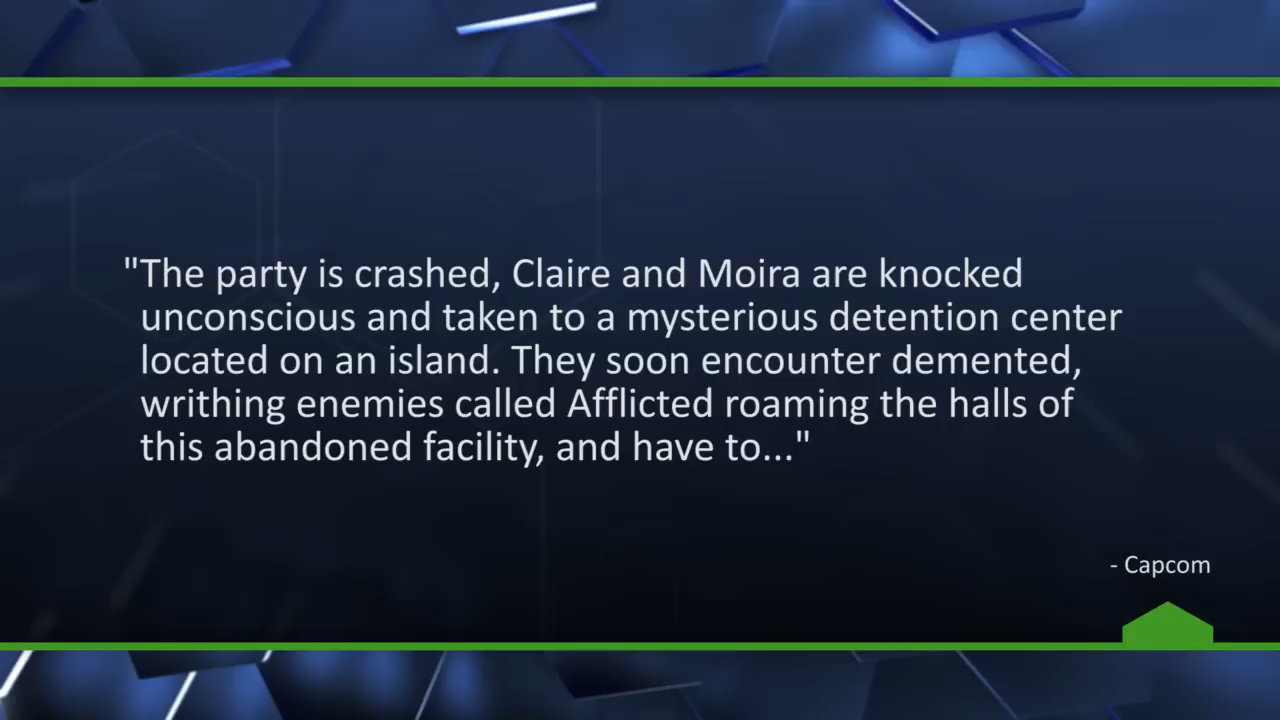 "The party is crashed, Claire and Moira are knocked
unconscious and taken to a mysterious detention center
located on an island. They soon encounter demented,
writhing enemies called Afflicted roaming the halls of
this abandoned facility, and have to..."
- Capcom